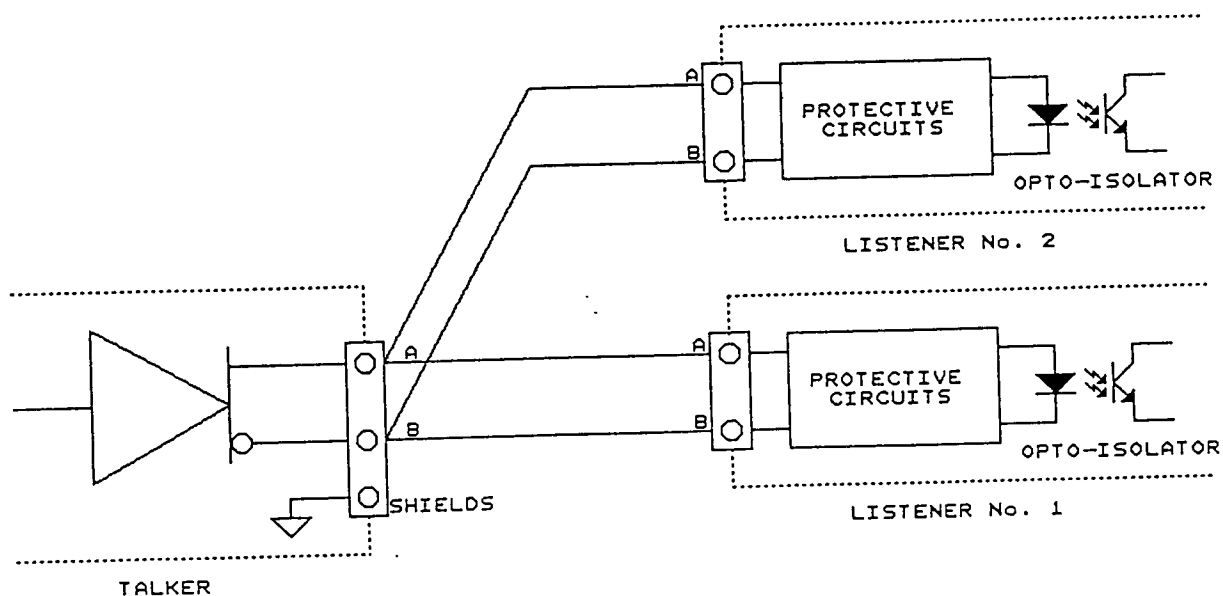 A
PROTECTIVE
CIRCUITS
B
OPTO-ISOLATOR
LISTENER No. 2
A
A
PROTECTIVE
CIRCUITS
B
B
OPTO-ISOLATOR
SHIELDS
LISTENER No. 1
TALKER